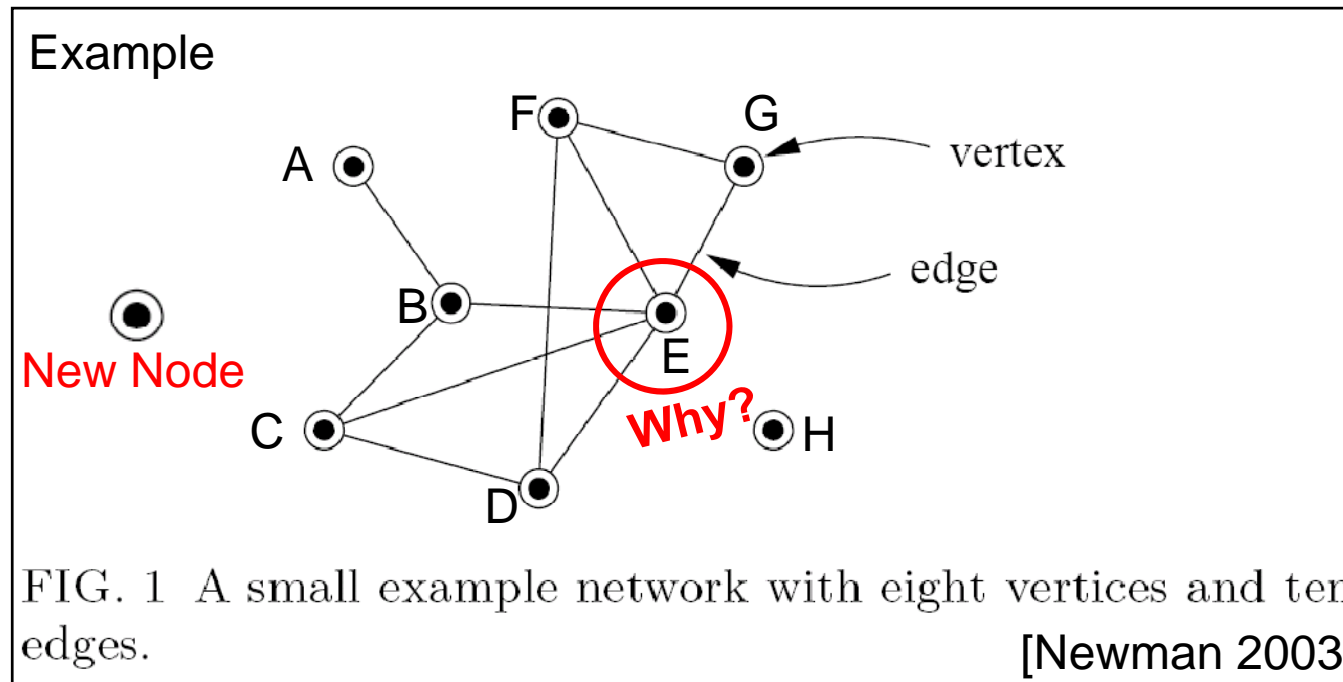 Example
F
G
A
vertex
edge
B
New Node
E
Why?
C
H
D
FIG. 1 A small example network with eight vertices and ten
edges.
[Newman 2003